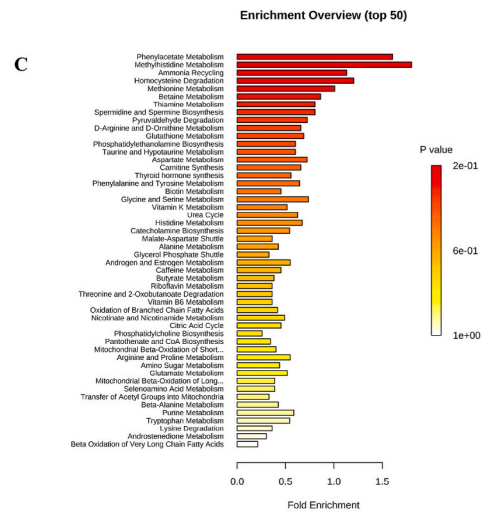 Enrichment Overview (top 50)
C
Phenylacetate Metabolism
Methylhistidine Metabolism
Ammonia Recycling
Homocysteine Degradation
Methionine Metabolism
Betaine Metabolism
Thiamine Metabolism
Spermidine and Spermine Biosynthesis
Pyruvaldehyde Degradation
D-Arginine and D-Ornithine Metabolism
Glutathione Metabolism
Phosphatidylethanolamine Biosynthesis
Taurine and Hypotaurine Metabolism
Aspartate Metabolism
Carnitine Synthesis
Thyroid hormone synthesis
Phenylalanine and Tyrosine Metabolism
Biotin Metabolism
Glycine and Serine Metabolism
Vitamin K Metabolism
Urea Cycle
Histidine Metabolism
Catecholamine Biosynthesis
Malate-Aspartate Shuttle
Alanine Metabolism
Glycerol Phosphate Shuttle
Androgen and Estrogen Metabolism
Caffeine Metabolism
Butyrate Metabolism
Riboflavin Metabolism
Threonine and 2-Oxobutanoate Degradation
Vitamin B6 Metabolism
Oxidation of Branched Chain Fatty Acids
Nicotinate and Nicotinamide Metabolism
Citric Acid Cycle
Phosphatidylcholine Biosynthesis
Pantothenate and CoA Biosynthesis
Mitochondrial Beta-Oxidation of Short...
Arginine and Proline Metabolism
Amino Sugar Metabolism
Glutamate Metabolism
Mitochondrial Beta-Oxidation of Long...
Selenoamino Acid Metabolism
Transfer of Acetyl Groups into Mitochondria
Beta-Alanine Metabolism
Purine Metabolism
Tryptophan Metabolism
Lysine Degradation
Androstenedione Metabolism
Beta Oxidation of Very Long Chain Fatty Acids
0.0 0.5 1.0 1.5
Fold Enrichment
P value
2e-01
6e-01
1e+00